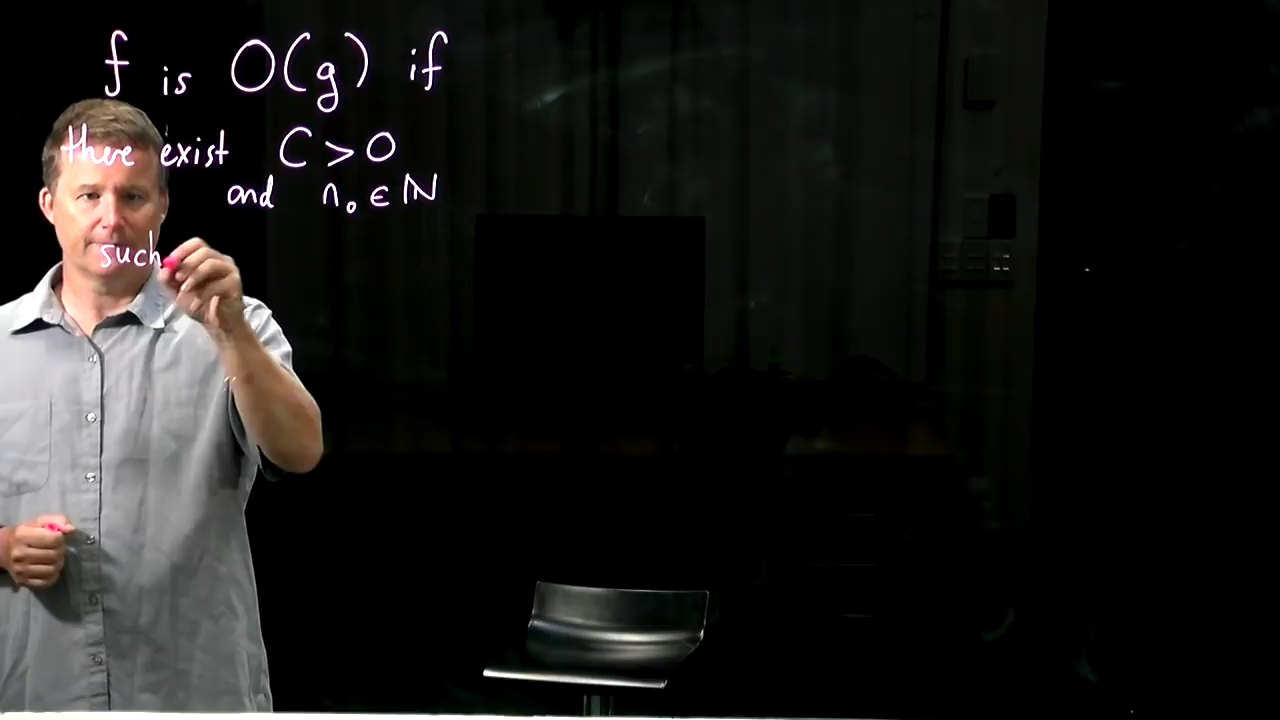 f is O(g) if
there exist C > 0
and n₀ ∈ ℕ
such